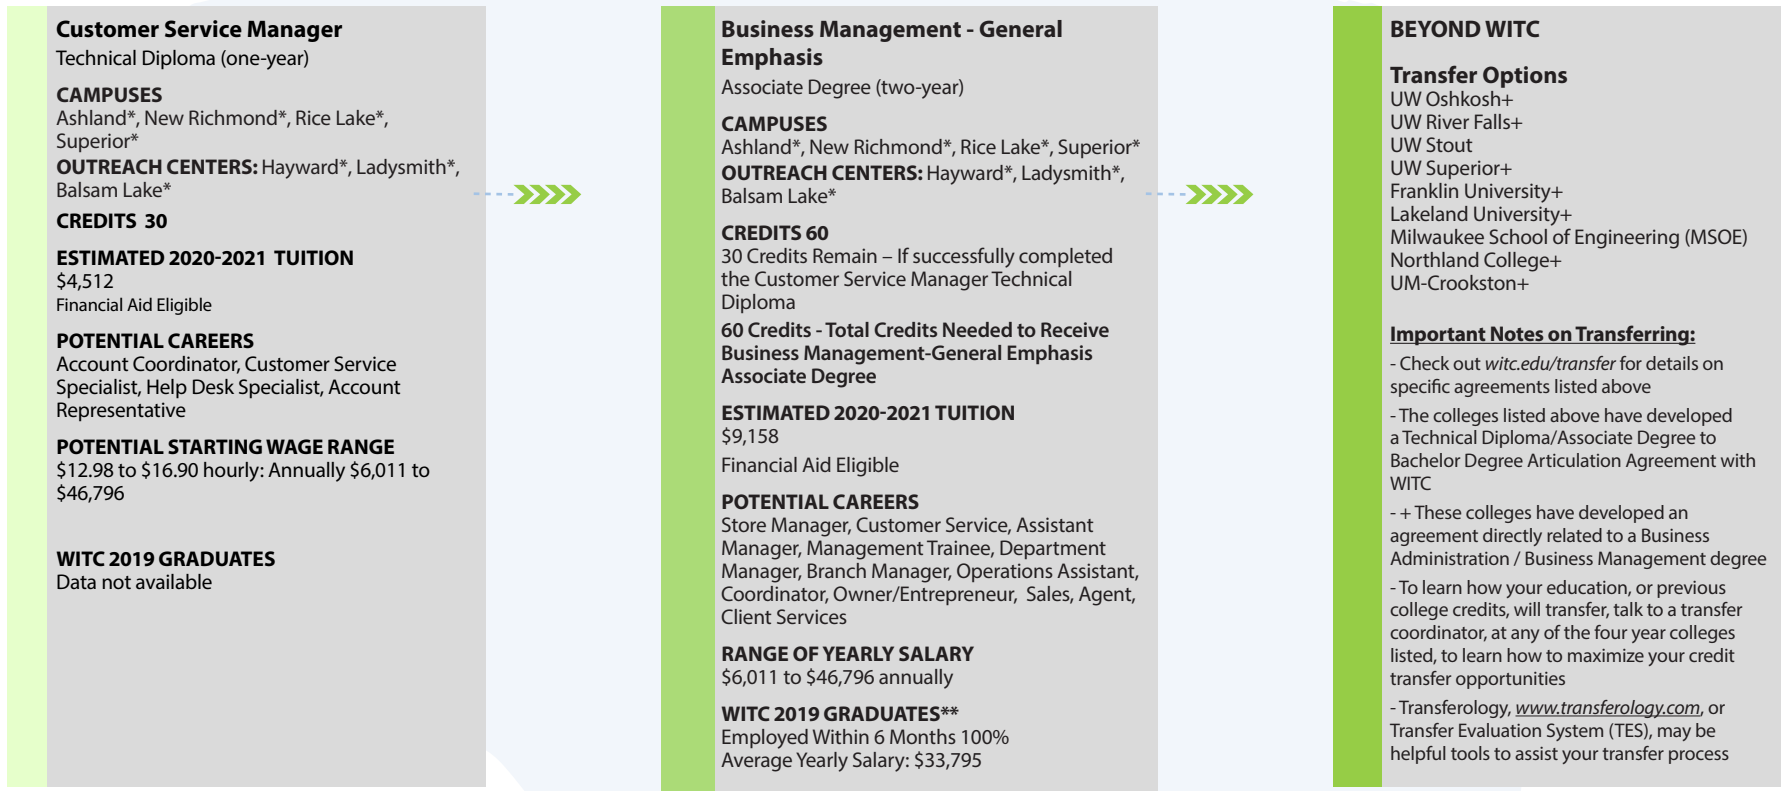 Customer Service Manager
Technical Diploma (one-year)
CAMPUSES
Ashland*, New Richmond*, Rice Lake*,
Superior*
OUTREACH CENTERS: Hayward*, Ladysmith*,
Balsam Lake*
CREDITS 30
ESTIMATED 2020-2021 TUITION
$4,512
Financial Aid Eligible
POTENTIAL CAREERS
Account Coordinator, Customer Service
Specialist, Help Desk Specialist, Account
Representative
POTENTIAL STARTING WAGE RANGE
$12.98 to $16.90 hourly: Annually $6,011 to
$46,796
WITC 2019 GRADUATES
Data not available
Business Management - General
Emphasis
Associate Degree (two-year)
CAMPUSES
Ashland*, New Richmond*, Rice Lake*, Superior*
OUTREACH CENTERS: Hayward*, Ladysmith*,
Balsam Lake*
CREDITS 60
30 Credits Remain – If successfully completed
the Customer Service Manager Technical
Diploma
60 Credits - Total Credits Needed to Receive
Business Management-General Emphasis
Associate Degree
ESTIMATED 2020-2021 TUITION
$9,158
Financial Aid Eligible
POTENTIAL CAREERS
Store Manager, Customer Service, Assistant
Manager, Management Trainee, Department
Manager, Branch Manager, Operations Assistant,
Coordinator, Owner/Entrepreneur, Sales, Agent,
Client Services
RANGE OF YEARLY SALARY
$6,011 to $46,796 annually
WITC 2019 GRADUATES**
Employed Within 6 Months 100%
Average Yearly Salary: $33,795
BEYOND WITC
Transfer Options
UW Oshkosh+
UW River Falls+
UW Stout
UW Superior+
Franklin University+
Lakeland University+
Milwaukee School of Engineering (MSOE)
Northland College+
UM-Crookston+
Important Notes on Transferring:
- Check out witc.edu/transfer for details on
specific agreements listed above
- The colleges listed above have developed
a Technical Diploma/Associate Degree to
Bachelor Degree Articulation Agreement with
WITC
- + These colleges have developed an
agreement directly related to a Business
Administration / Business Management degree
- To learn how your education, or previous
college credits, will transfer, talk to a transfer
coordinator, at any of the four year colleges
listed, to learn how to maximize your credit
transfer opportunities
- Transferology, www.transferology.com, or
Transfer Evaluation System (TES), may be
helpful tools to assist your transfer process